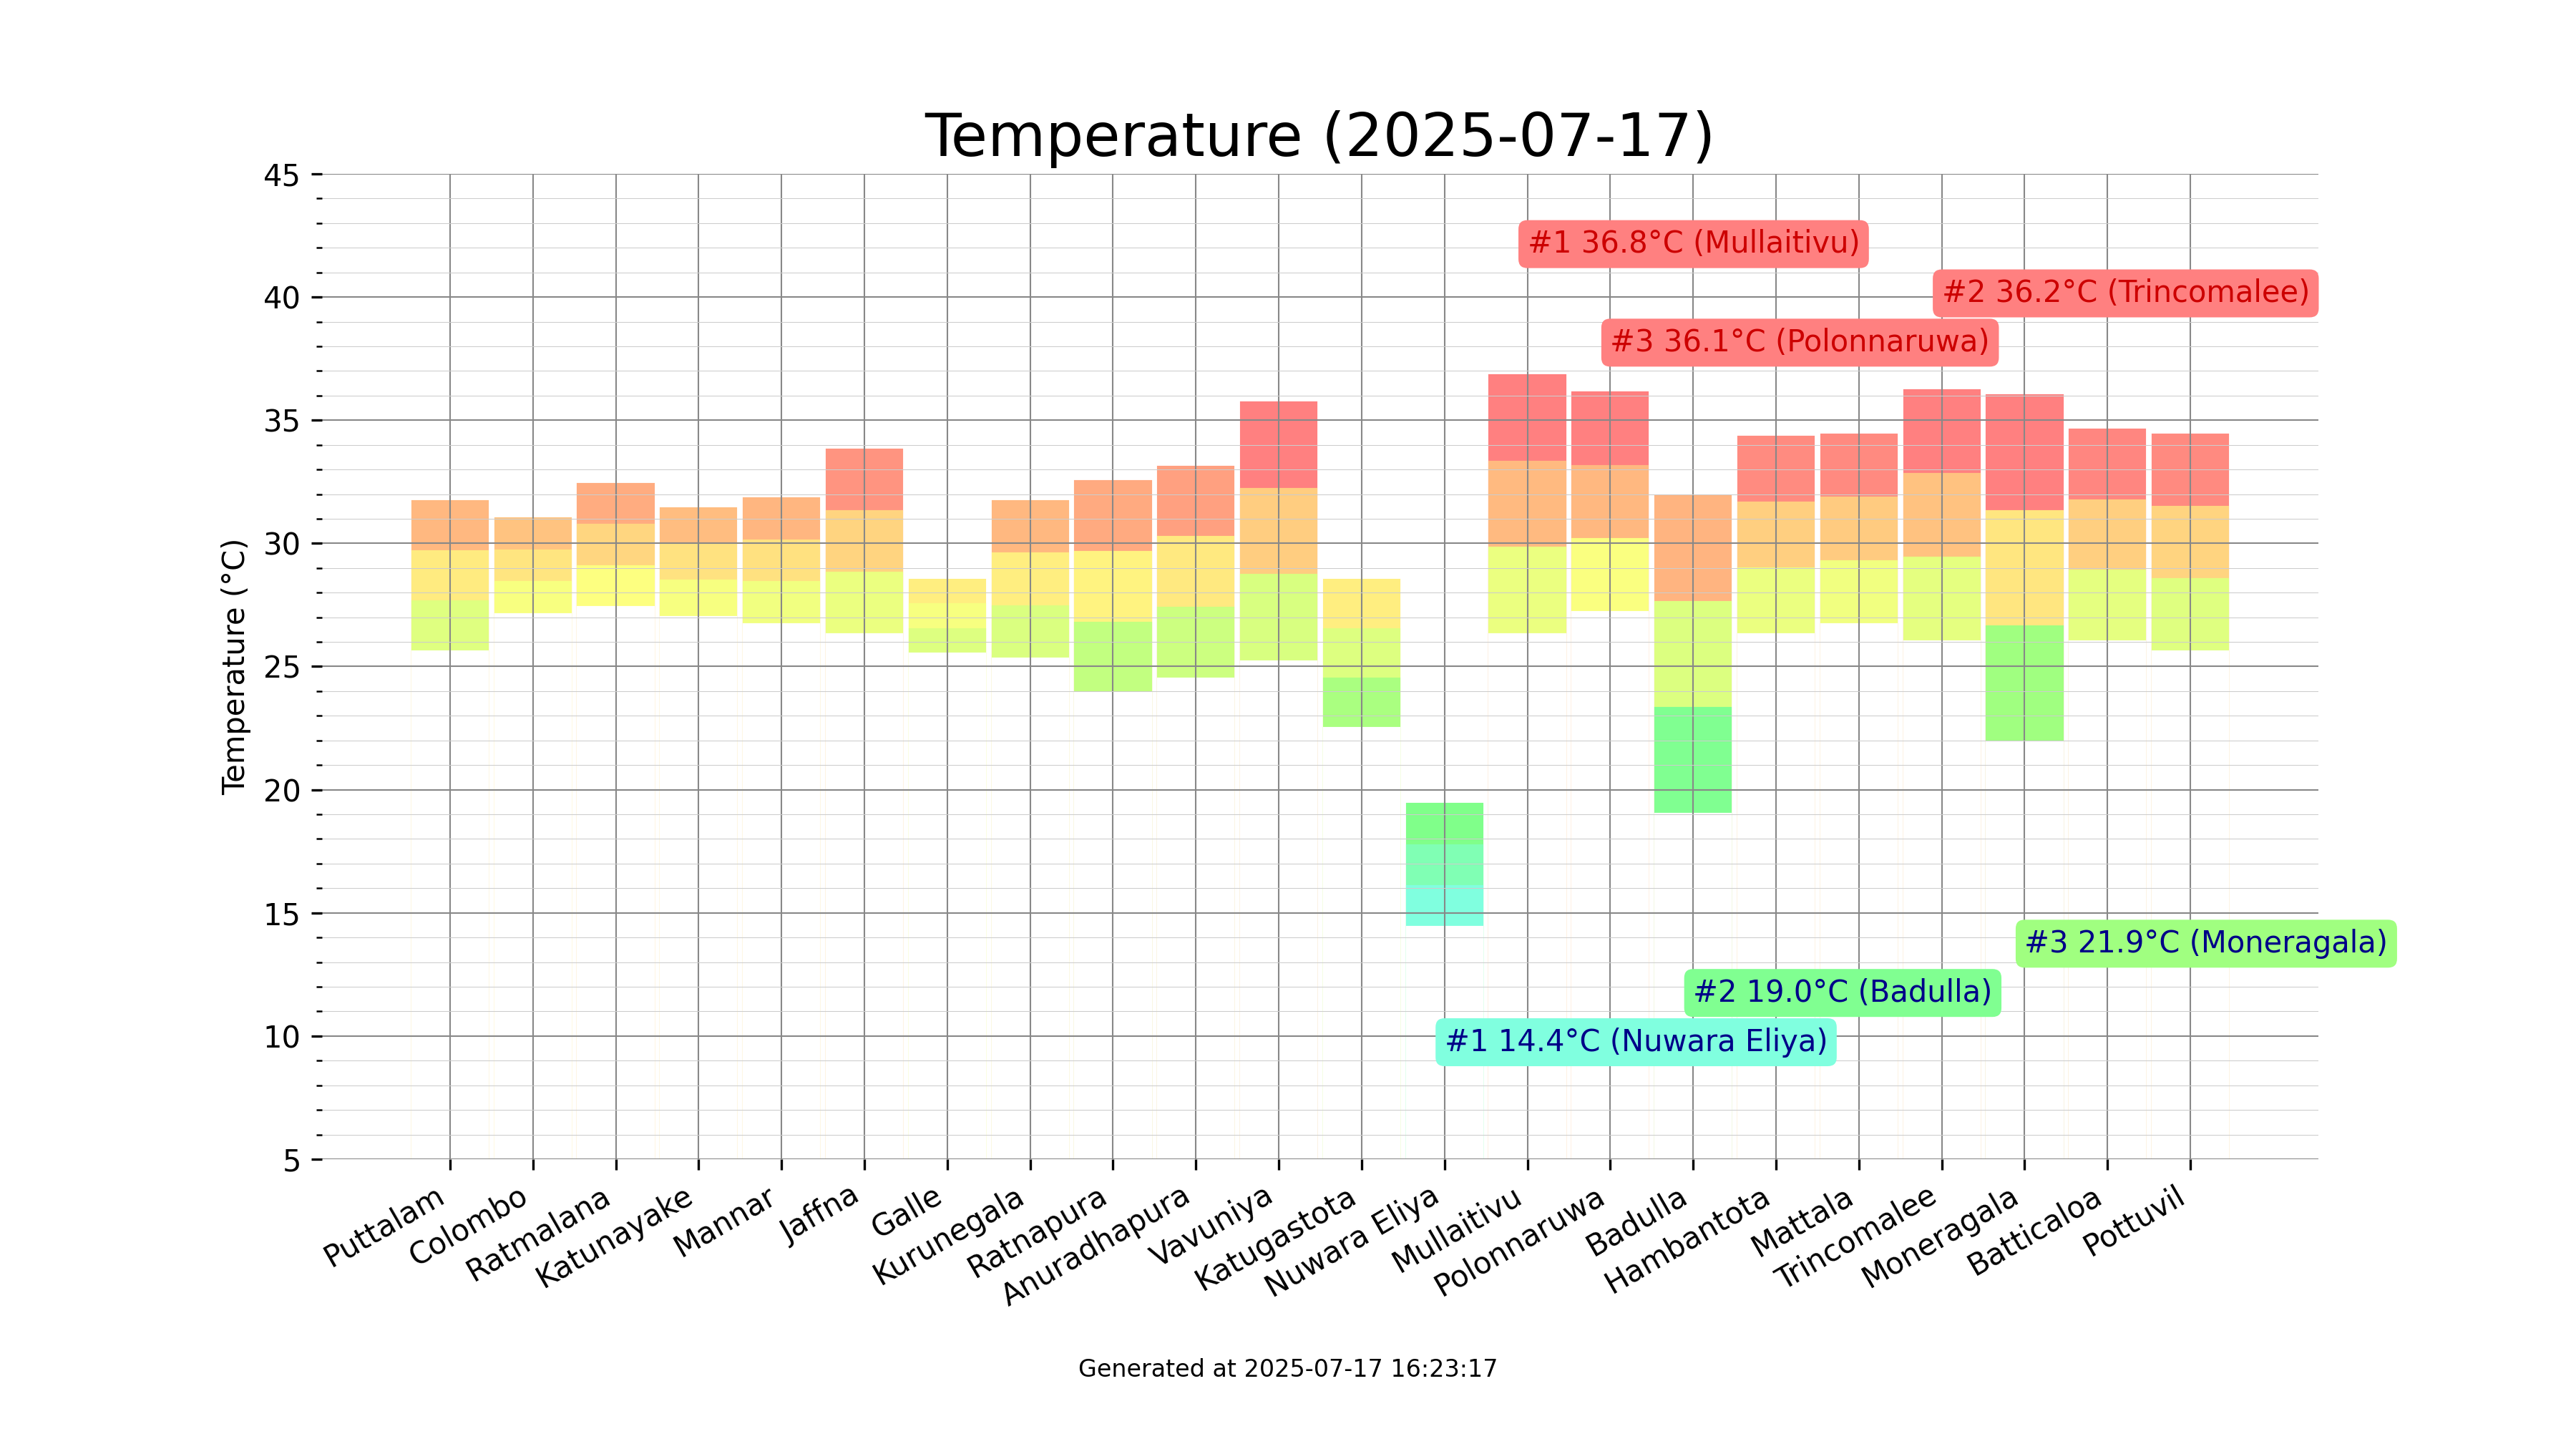 Temperature (2025-07-17)
45
40
35
30
25
20
15
10
5
Temperature (°C)
#1 36.8°C (Mullaitivu)
#2 36.2°C (Trincomalee)
#3 36.1°C (Polonnaruwa)
#3 21.9°C (Moneragala)
#2 19.0°C (Badulla)
#1 14.4°C (Nuwara Eliya)
Puttalam
Colombo
Ratmalana
Katunayake
Mannar
Jaffna
Galle
Kurunegala
Ratnapura
Anuradhapura
Vavuniya
Katugastota
Nuwara Eliya
Mullaitivu
Polonnaruwa
Badulla
Hambantota
Mattala
Trincomalee
Moneragala
Batticaloa
Pottuvil
Generated at 2025-07-17 16:23:17